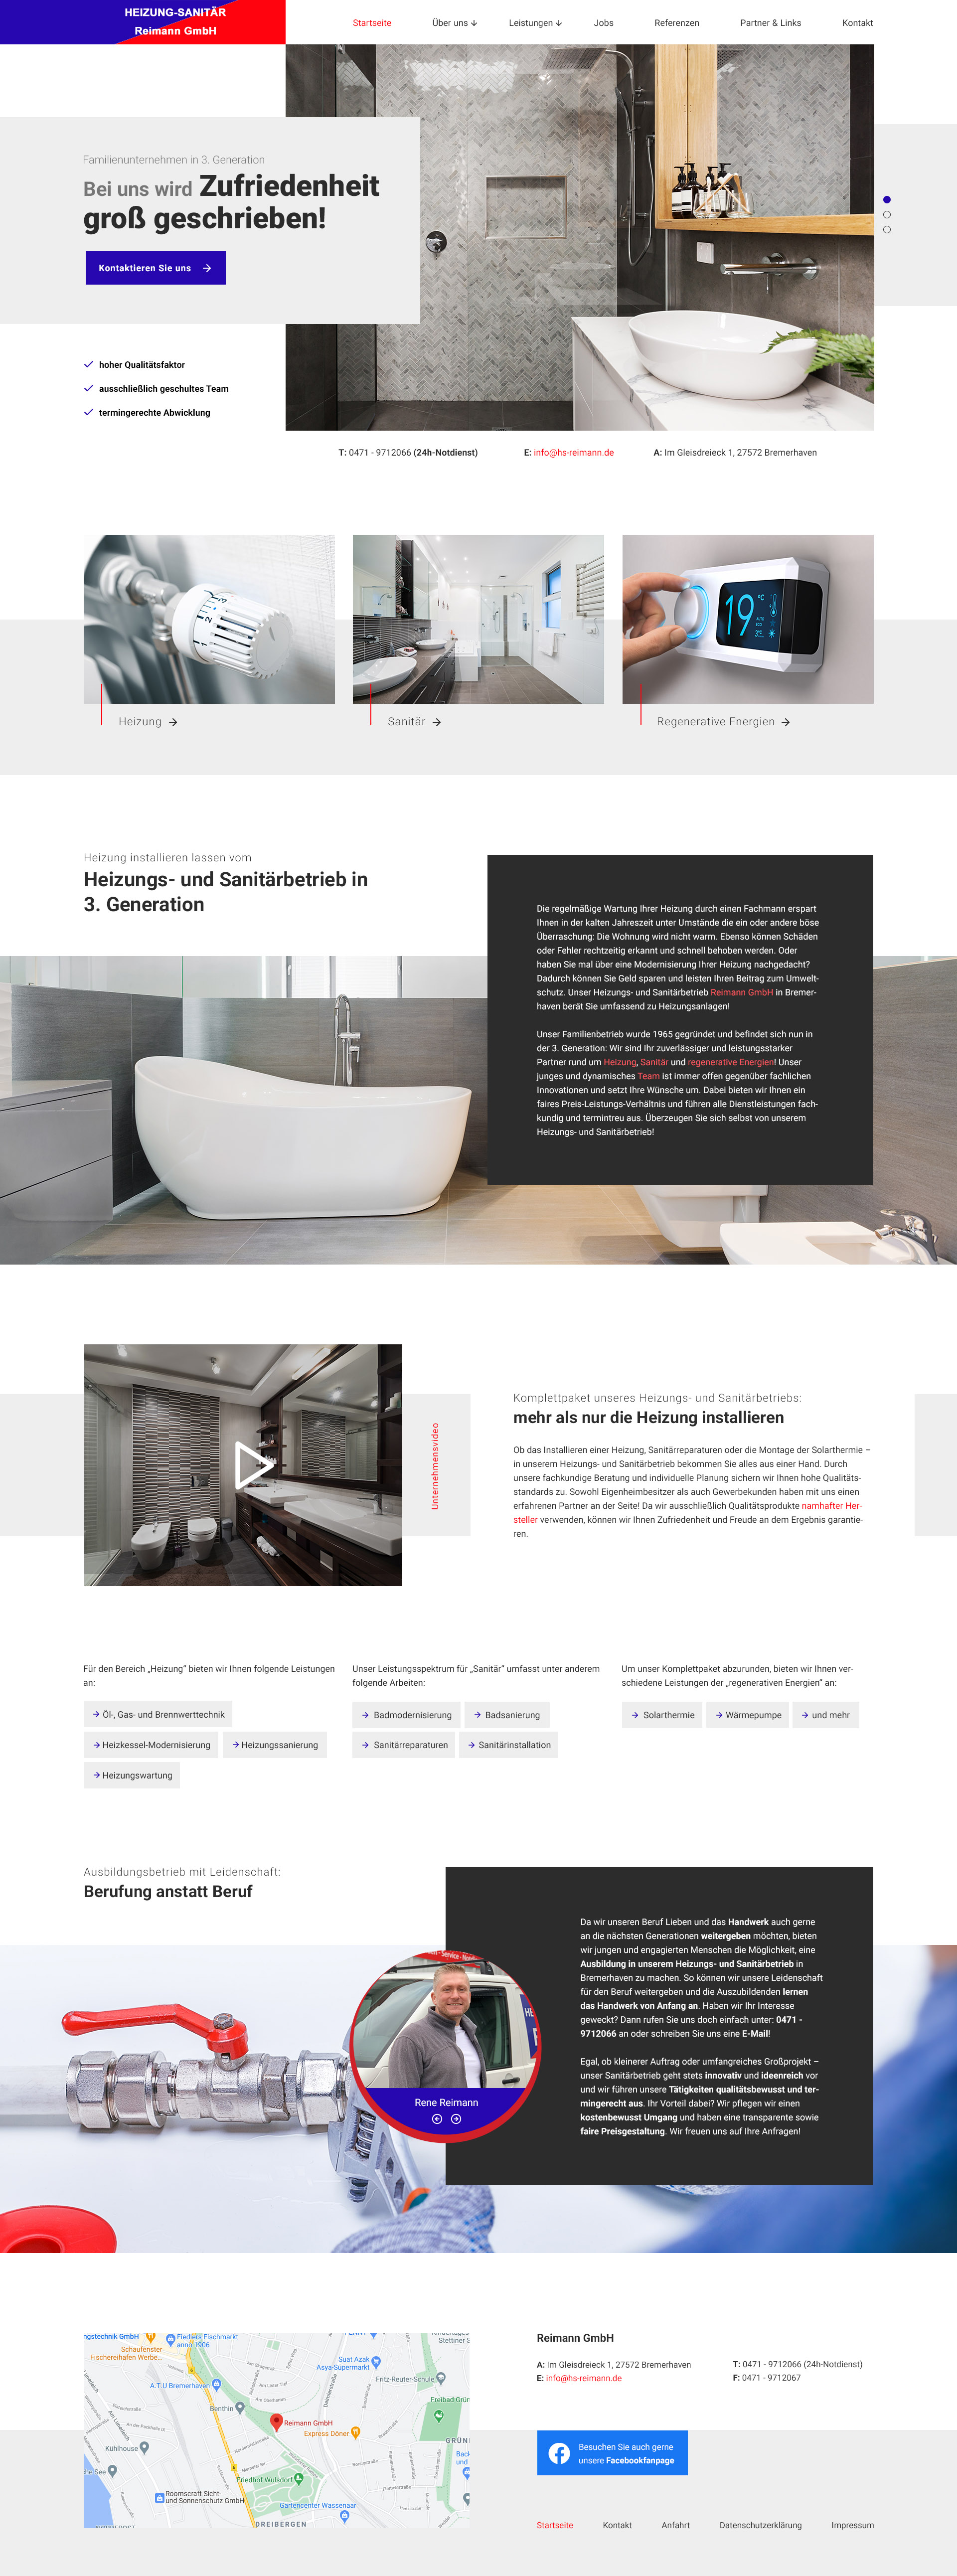 HEIZUNG-SANITÄR
Reimann GmbH
Startseite
Über uns
Leistungen
Jobs
Referenzen
Partner & Links
Kontakt
Familienunternehmen in 3. Generation
Bei uns wird Zufriedenheit
groß geschrieben!
Kontaktieren Sie uns
hoher Qualitätsfaktor
ausschließlich geschultes Team
termingerechte Abwicklung
T: 0471 - 9712066 (24h-Notdienst)
E: info@hs-reimann.de
A: Im Gleisdreieck 1, 27572 Bremerhaven
19
°C
Heizung
Sanitär
Regenerative Energien
Heizung installieren lassen vom
Heizungs- und Sanitärbetrieb in
3. Generation
Die regelmäßige Wartung Ihrer Heizung durch einen Fachmann erspart
Ihnen in der kalten Jahreszeit unter Umstände die ein oder andere böse
Überraschung: Die Wohnung wird nicht warm. Ebenso können Schäden
oder Fehler rechtzeitig erkannt und schnell behoben werden. Oder
haben Sie mal über eine Modernisierung Ihrer Heizung nachgedacht?
Dadurch können Sie Geld sparen und leisten Ihren Beitrag zum Umwelt-
schutz. Unser Heizungs- und Sanitärbetrieb Reimann GmbH in Bremer-
haven berät Sie umfassend zu Heizungsanlagen!
Unser Familienbetrieb wurde 1965 gegründet und befindet sich nun in
der 3. Generation: Wir sind Ihr zuverlässiger und leistungsstarker
Partner rund um Heizung, Sanitär und regenerative Energien! Unser
junges und dynamisches Team ist immer offen gegenüber fachlichen
Innovationen und setzt Ihre Wünsche um. Dabei bieten wir Ihnen ein
faires Preis-Leistungs-Verhältnis und führen alle Dienstleistungen fach-
kundig und termintreu aus. Überzeugen Sie sich selbst von unserem
Heizungs- und Sanitärbetrieb!
Unternehmensvideo
Komplettpaket unseres Heizungs- und Sanitärbetriebs:
mehr als nur die Heizung installieren
Ob das Installieren einer Heizung, Sanitärreparaturen oder die Montage der Solarthermie –
in unserem Heizungs- und Sanitärbetrieb bekommen Sie alles aus einer Hand. Durch
unsere fachkundige Beratung und individuelle Planung sichern wir Ihnen hohe Qualitäts-
standards zu. Sowohl Eigenheimbesitzer als auch Gewerbekunden haben mit uns einen
erfahrenen Partner an der Seite! Da wir ausschließlich Qualitätsprodukte namhafter Her-
steller verwenden, können wir Ihnen Zufriedenheit und Freude an dem Ergebnis garantie-
ren.
Für den Bereich „Heizung“ bieten wir Ihnen folgende Leistungen
an:
Öl-, Gas- und Brennwerttechnik
Heizkessel-Modernisierung
Heizungssanierung
Heizungswartung
Unser Leistungsspektrum für „Sanitär“ umfasst unter anderem
folgende Arbeiten:
Badmodernisierung
Badsanierung
Sanitärreparaturen
Sanitärinstallation
Um unser Komplettpaket abzurunden, bieten wir Ihnen ver-
schiedene Leistungen der „regenerativen Energien“ an:
Solarthermie
Wärmepumpe
und mehr
Ausbildungsbetrieb mit Leidenschaft:
Berufung anstatt Beruf
Da wir unseren Beruf Lieben und das Handwerk auch gerne
an die nächsten Generationen weitergeben möchten, bieten
wir jungen und engagierten Menschen die Möglichkeit, eine
Ausbildung in unserem Heizungs- und Sanitärbetrieb in
Bremerhaven zu machen. So können wir unsere Leidenschaft
für den Beruf weitergeben und die Auszubildenden lernen
das Handwerk von Anfang an. Haben wir Ihr Interesse
geweckt? Dann rufen Sie uns doch einfach unter: 0471 -
9712066 an oder schreiben Sie uns eine E-Mail!
Egal, ob kleinerer Auftrag oder umfangreiches Großprojekt –
unser Sanitärbetrieb geht stets innovativ und ideenreich vor
und wir führen unsere Tätigkeiten qualitätsbewusst und ter-
mingerecht aus. Ihr Vorteil dabei? Wir pflegen wir einen
kostenbewusst Umgang und haben eine transparente sowie
faire Preisgestaltung. Wir freuen uns auf Ihre Anfragen!
Service
Rene Reimann
ngstechnik GmbH
Fiedlers Fischmarkt
anno 1906
Schaufenster
Fischereihafen Werbe...
Suat Azak
Asya-Supermarkt
Stettiner S
Fritz-Reuter-Schule
A.T.U Bremerhaven
Freibad Grün
Benthin
Reimann GmbH
Express Döner
Kühlhouse
GRÜN
Back
und
Friedhof Wulsdorf
Roomscraft Sicht-
und Sonnenschutz GmbH
Gartencenter Wassenaar
DREIBERGEN
Reimann GmbH
A: Im Gleisdreieck 1, 27572 Bremerhaven
E: info@hs-reimann.de
T: 0471 - 9712066 (24h-Notdienst)
F: 0471 - 9712067
Besuchen Sie auch gerne
unsere Facebookfanpage
Startseite
Kontakt
Anfahrt
Datenschutzerklärung
Impressum